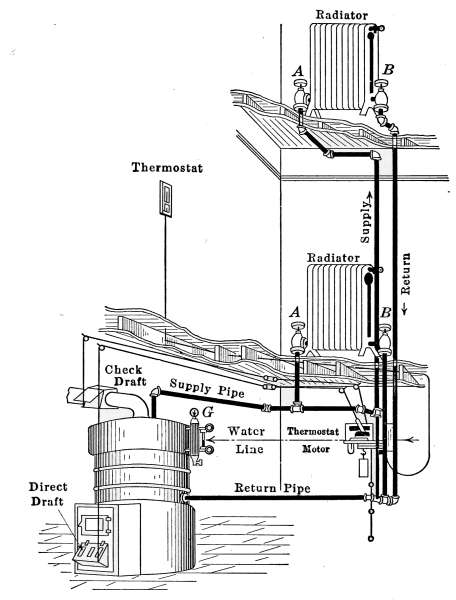 Radiator
A
B
Thermostat
Supply
Return
Radiator
A
B
Check
Draft
Supply Pipe
G
Water
Line
Thermostat
Motor
Return Pipe
Direct
Draft